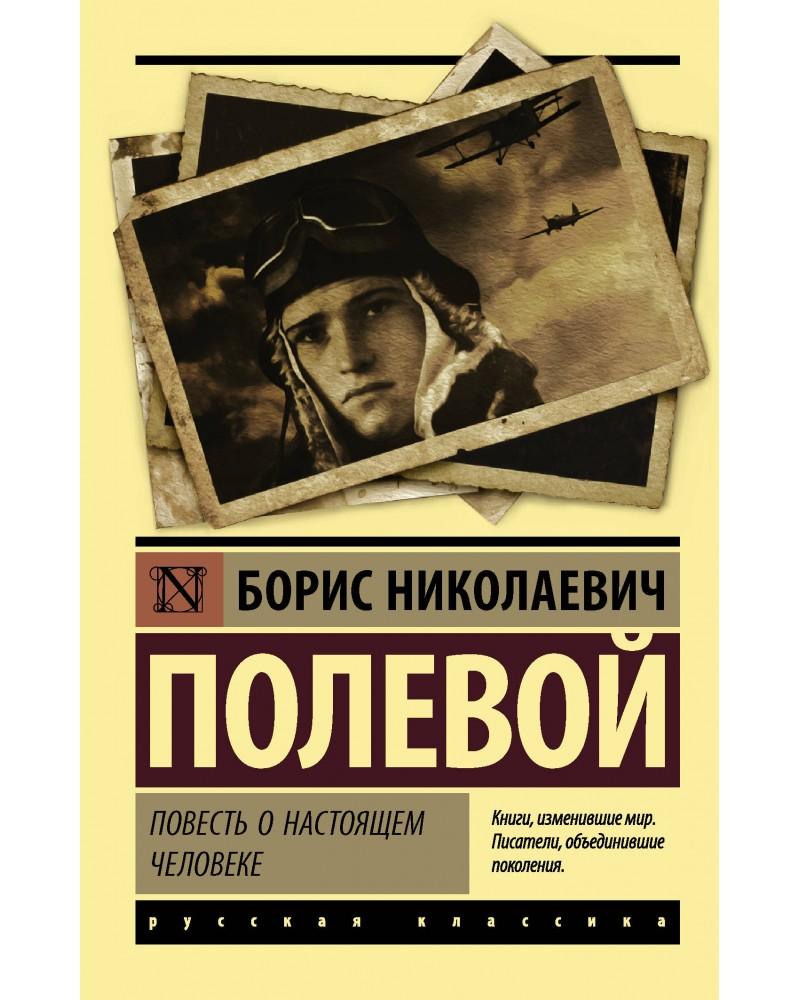 N
БОРИС НИКОЛАЕВИЧ
ПОЛЕВОЙ
ПОВЕСТЬ О НАСТОЯЩЕМ
ЧЕЛОВЕКЕ
Книги, изменившие мир.
Писатели, объединившие
поколения.
русская классика